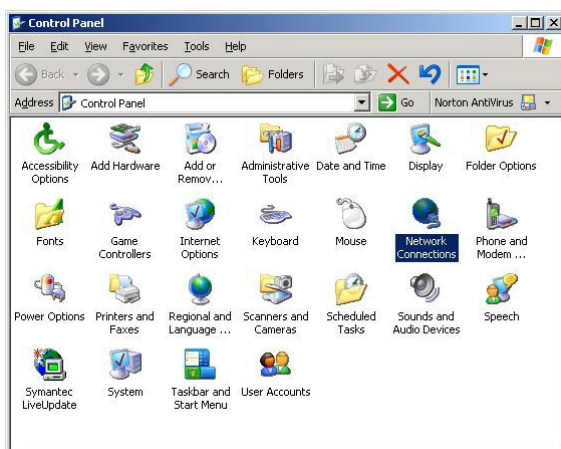 Control Panel
File Edit View Favorites Tools Help
Back Search Folders
Address Control Panel Go Norton AntiVirus
Accessibility Options
Add Hardware
Add or Remov...
Administrative Tools
Date and Time
Display
Folder Options
Fonts
Game Controllers
Internet Options
Keyboard
Mouse
Network Connections
Phone and Modem ...
Power Options
Printers and Faxes
Regional and Language ...
Scanners and Cameras
Scheduled Tasks
Sounds and Audio Devices
Speech
Symantec LiveUpdate
System
Taskbar and Start Menu
User Accounts